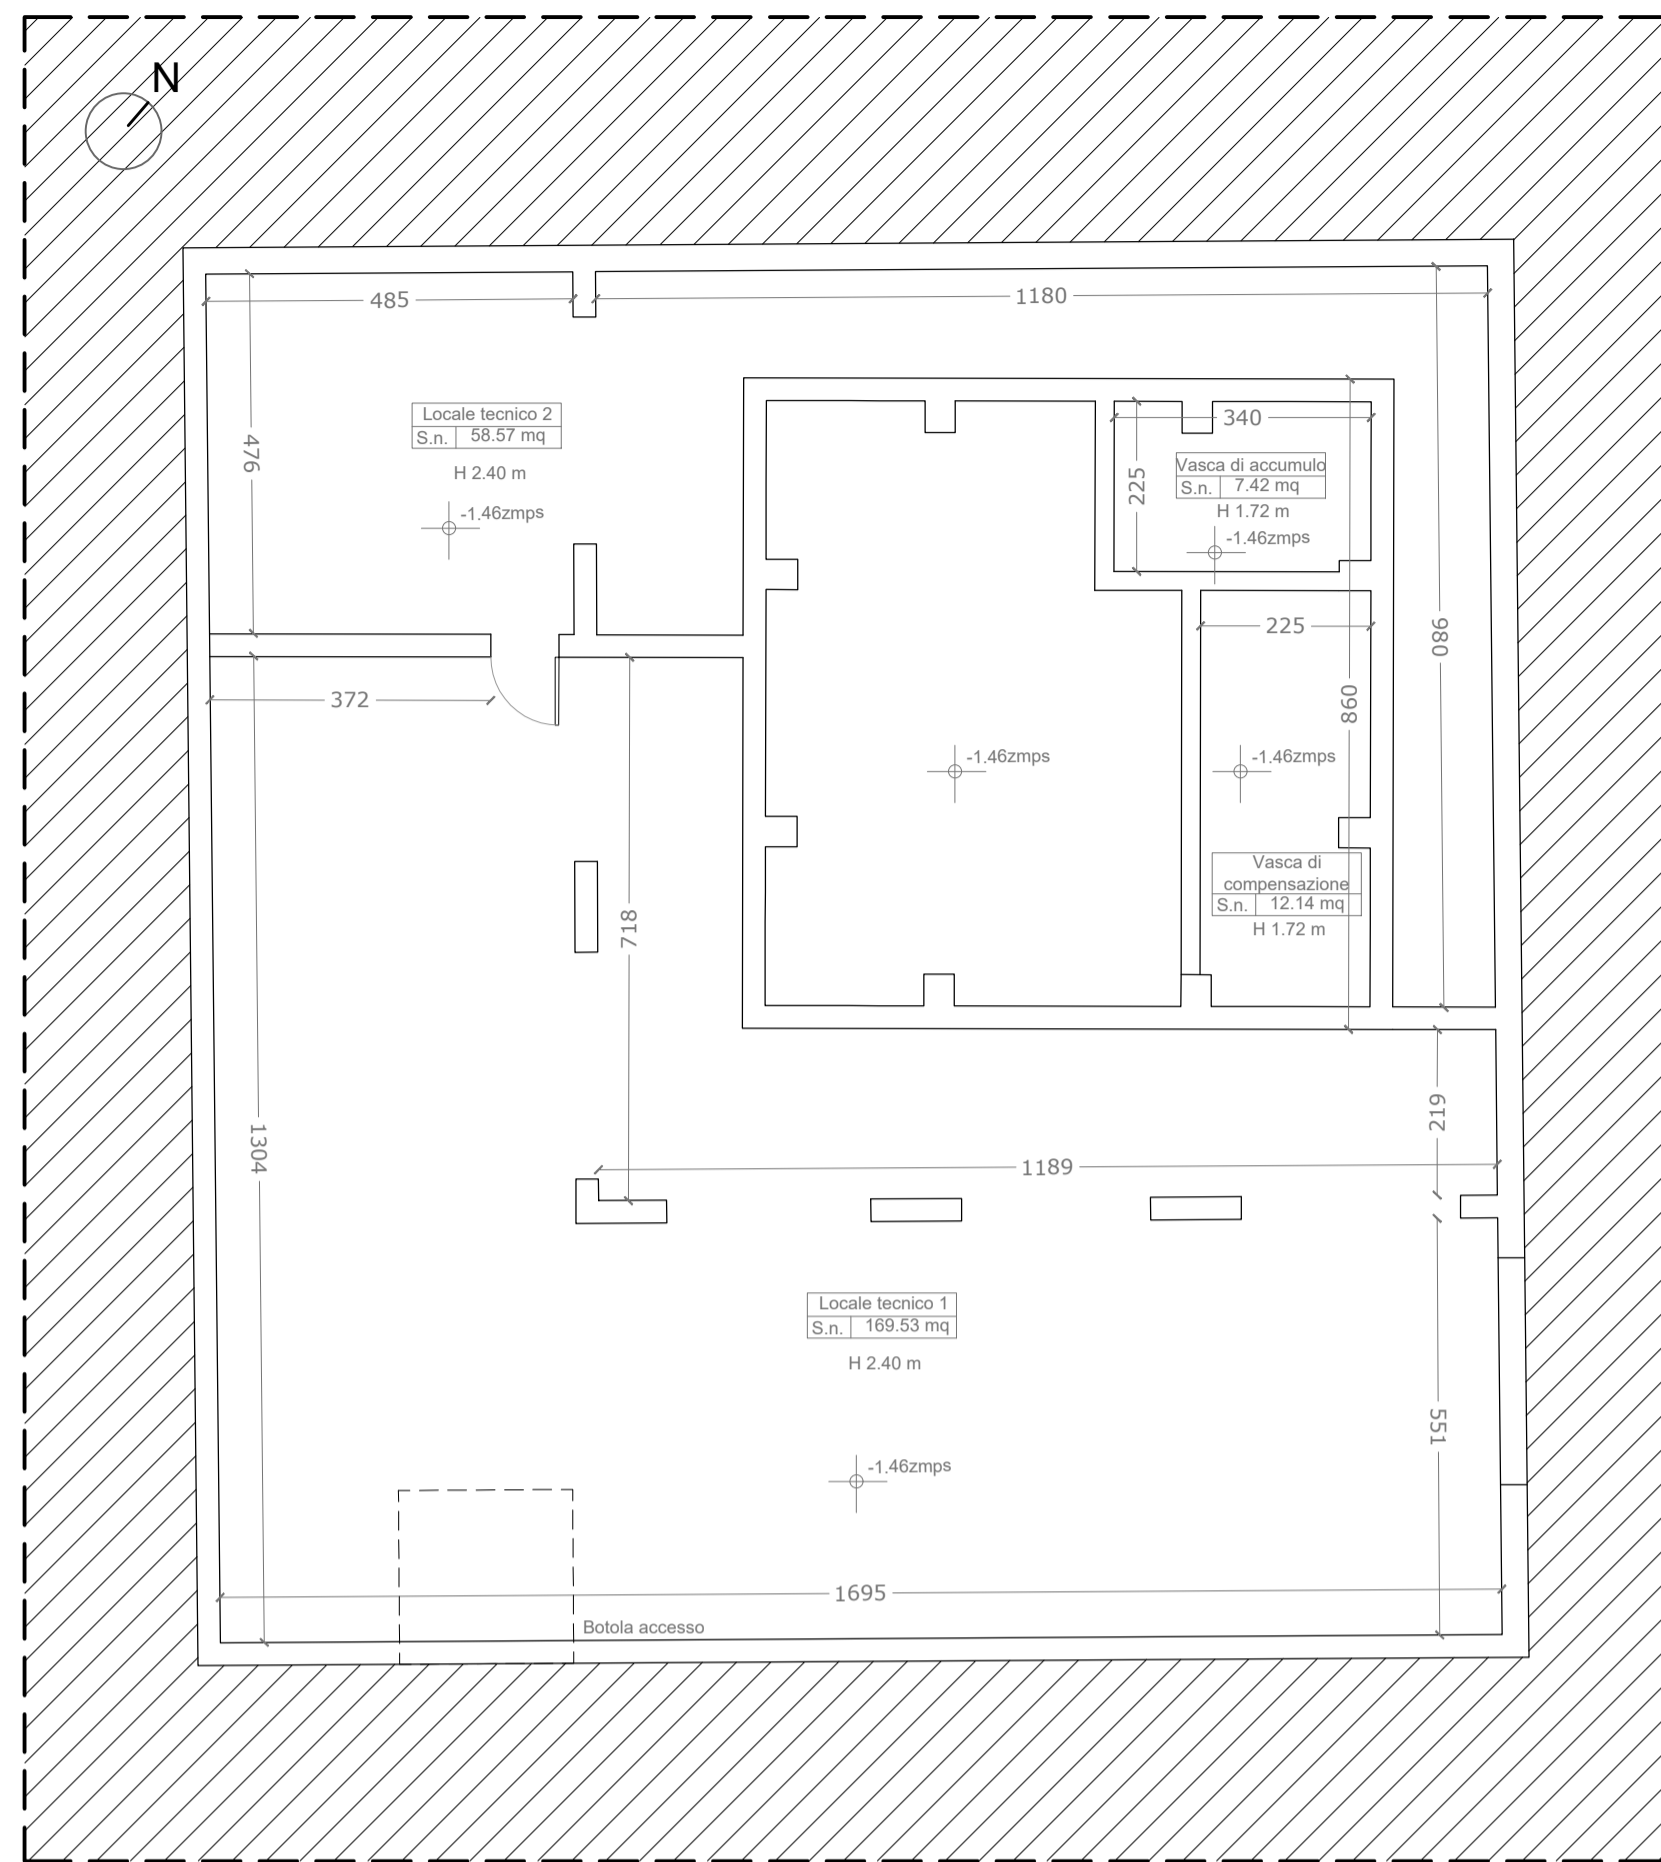 N
485
1180
Locale tecnico 2
S.n. 58.57 mq
H 2.40 m
-1.46zmps
476
340
225
Vasca di accumulo
S.n. 7.42 mq
H 1.72 m
-1.46zmps
225
980
860
372
-1.46zmps
-1.46zmps
718
Vasca di
compensazione
S.n. 12.14 mq
H 1.72 m
1304
219
1189
Locale tecnico 1
S.n. 169.53 mq
H 2.40 m
551
-1.46zmps
1695
Botola accesso